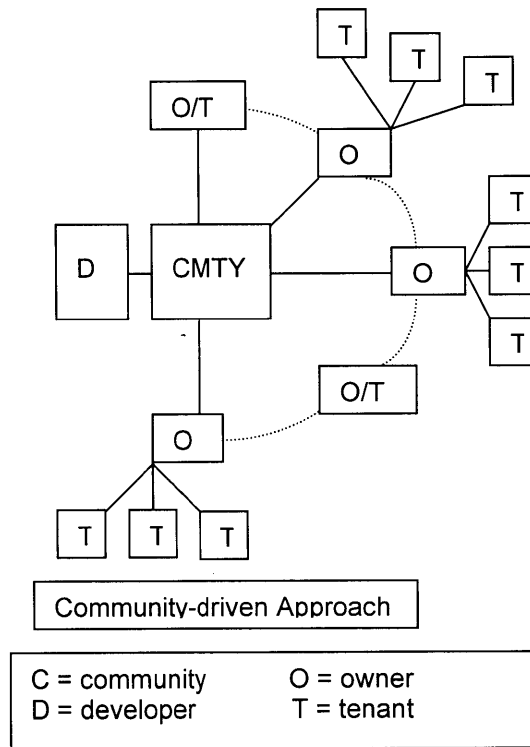 T
T
T
O/T
O
T
D
CMTY
O
T
T
O/T
O
T
T
T
Community-driven Approach
C = community O = owner
D = developer T = tenant